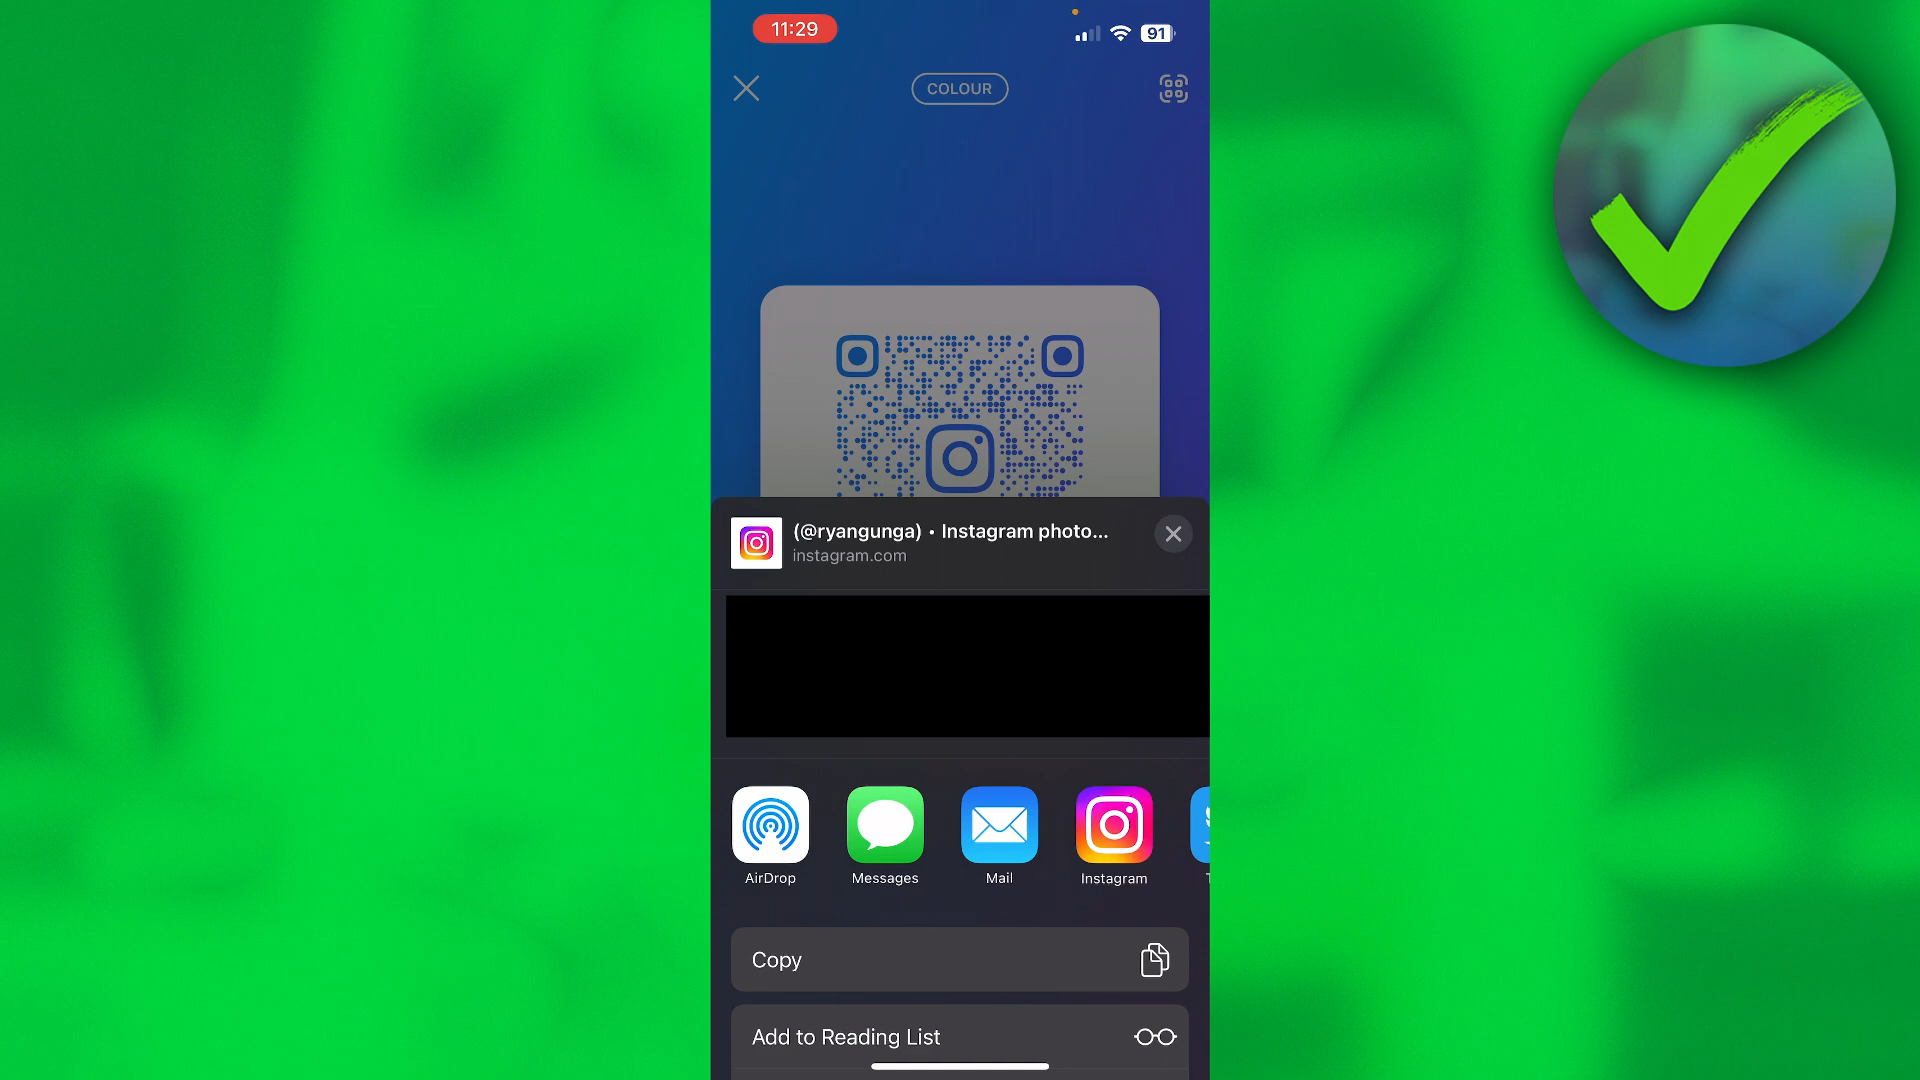 11:29
91
COLOUR
(@ryangunga) • Instagram photo...
instagram.com
AirDrop
Messages
Mail
Instagram
Copy
Add to Reading List